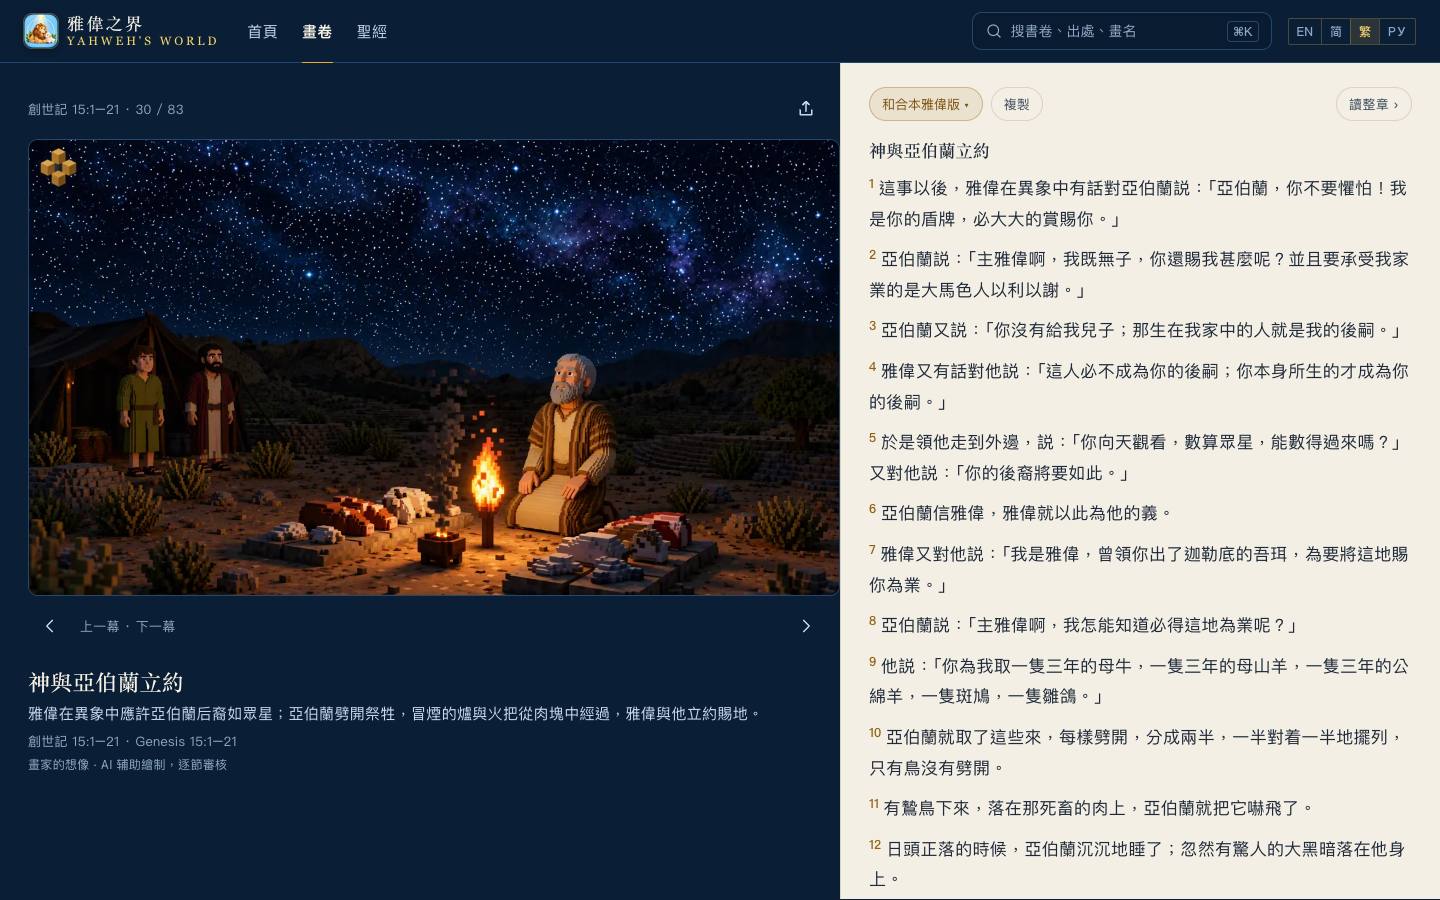 雅偉之界
YAHWEH'S WORLD
首頁
畫卷
聖經
搜書卷、出處、畫名
⌘K
EN
简
繁
РУ
創世記 15:1–21 · 30 / 83
上一幕 · 下一幕
神與亞伯蘭立約
雅偉在異象中應許亞伯蘭后裔如眾星；亞伯蘭劈開祭牲，冒煙的爐與火把從肉塊中經過，雅偉與他立約賜地。
創世記 15:1–21 · Genesis 15:1–21
畫家的想像 · AI 辅助繪制，逐節審核
和合本雅偉版 ▾
複製
讀整章 ›
神與亞伯蘭立約
1 這事以後，雅偉在異象中有話對亞伯蘭説：「亞伯蘭，你不要懼怕！我
是你的盾牌，必大大的賞賜你。」
2 亞伯蘭説：「主雅偉啊，我既無子，你還賜我甚麼呢？並且要承受我家
業的是大馬色人以利以謝。」
3 亞伯蘭又説：「你沒有給我兒子；那生在我家中的人就是我的後嗣。」
4 雅偉又有話對他説：「這人必不成為你的後嗣；你本身所生的才成為你
的後嗣。」
5 於是領他走到外邊，説：「你向天觀看，數算眾星，能數得過來嗎？」
又對他説：「你的後裔將要如此。」
6 亞伯蘭信雅偉，雅偉就以此為他的義。
7 雅偉又對他説：「我是雅偉，曾領你出了迦勒底的吾珥，為要將這地賜
你為業。」
8 亞伯蘭説：「主雅偉啊，我怎能知道必得這地為業呢？」
9 他説：「你為我取一隻三年的母牛，一隻三年的母山羊，一隻三年的公
綿羊，一隻斑鳩，一隻雛鴿。」
10 亞伯蘭就取了這些來，每樣劈開，分成兩半，一半對着一半地擺列，
只有鳥沒有劈開。
11 有鷙鳥下來，落在那死畜的肉上，亞伯蘭就把它嚇飛了。
12 日頭正落的時候，亞伯蘭沉沉地睡了；忽然有驚人的大黑暗落在他身
上。